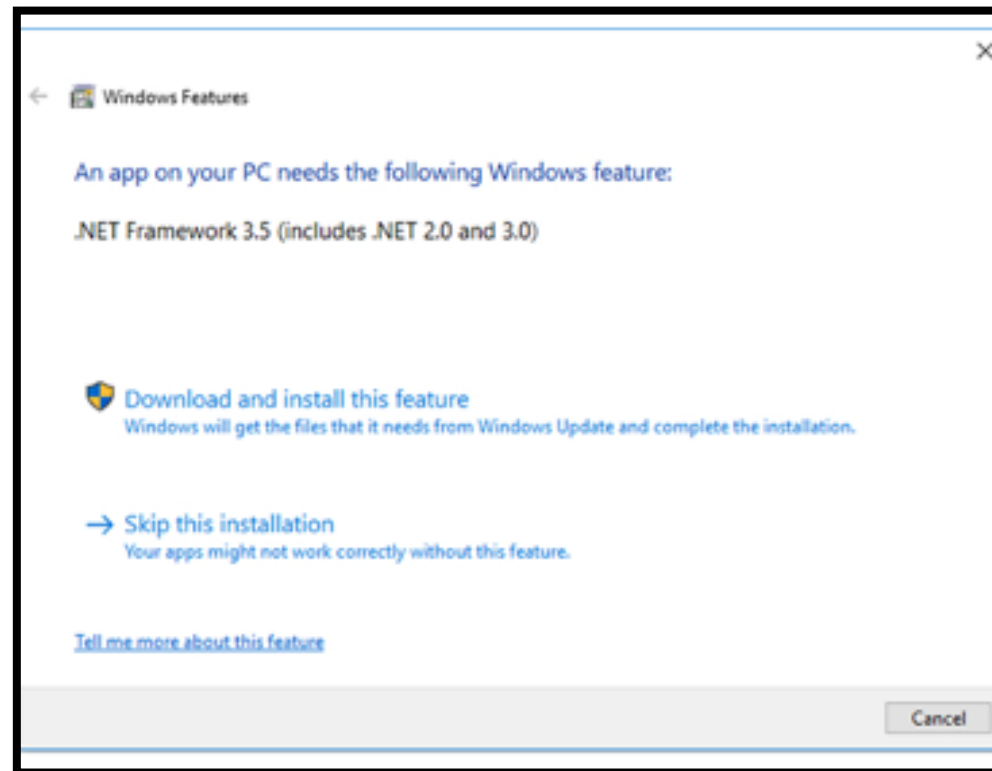 Windows Features
An app on your PC needs the following Windows feature:
.NET Framework 3.5 (includes .NET 2.0 and 3.0)
Download and install this feature
Windows will get the files that it needs from Windows Update and complete the installation.
Skip this installation
Your apps might not work correctly without this feature.
Tell me more about this feature
Cancel